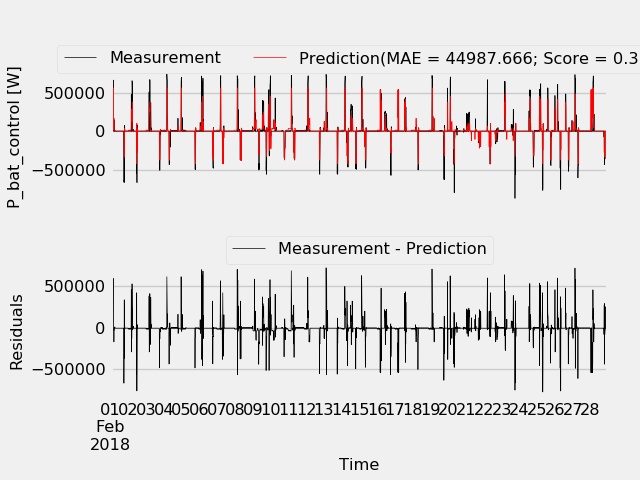 Measurement Prediction(MAE = 44987.666; Score = 0.3
P_bat_control [W]
500000
0
−500000
Measurement - Prediction
Residuals
500000
0
−500000
01020304050607080910111213141516171819202122232425262728
Feb
2018
Time